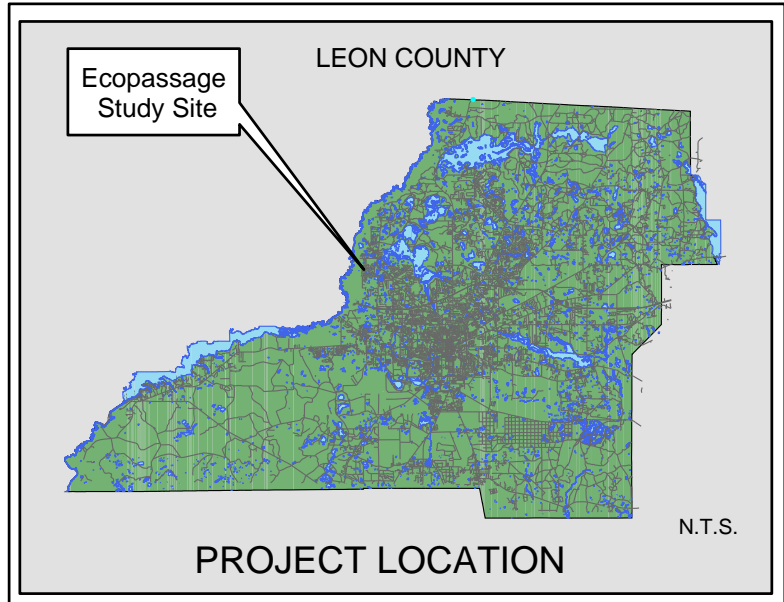 LEON COUNTY
Ecopassage
Study Site
N.T.S.
PROJECT LOCATION